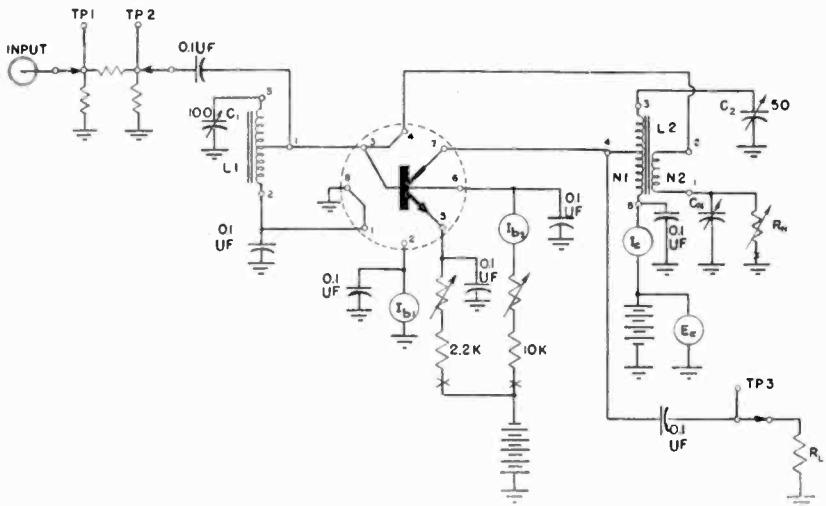 TP1
TP2
INPUT
0.1UF
100
C1
5
L1
1
2
0.1
UF
3
4
7
8
6
1
2
5
0.1
UF
Ib1
0.1
UF
2.2K
Ib2
10K
0.1
UF
3
L2
C2
50
4
N1
N2
2
1
CN
RN
0.1
UF
Ic
Ec
TP3
0.1
UF
RL